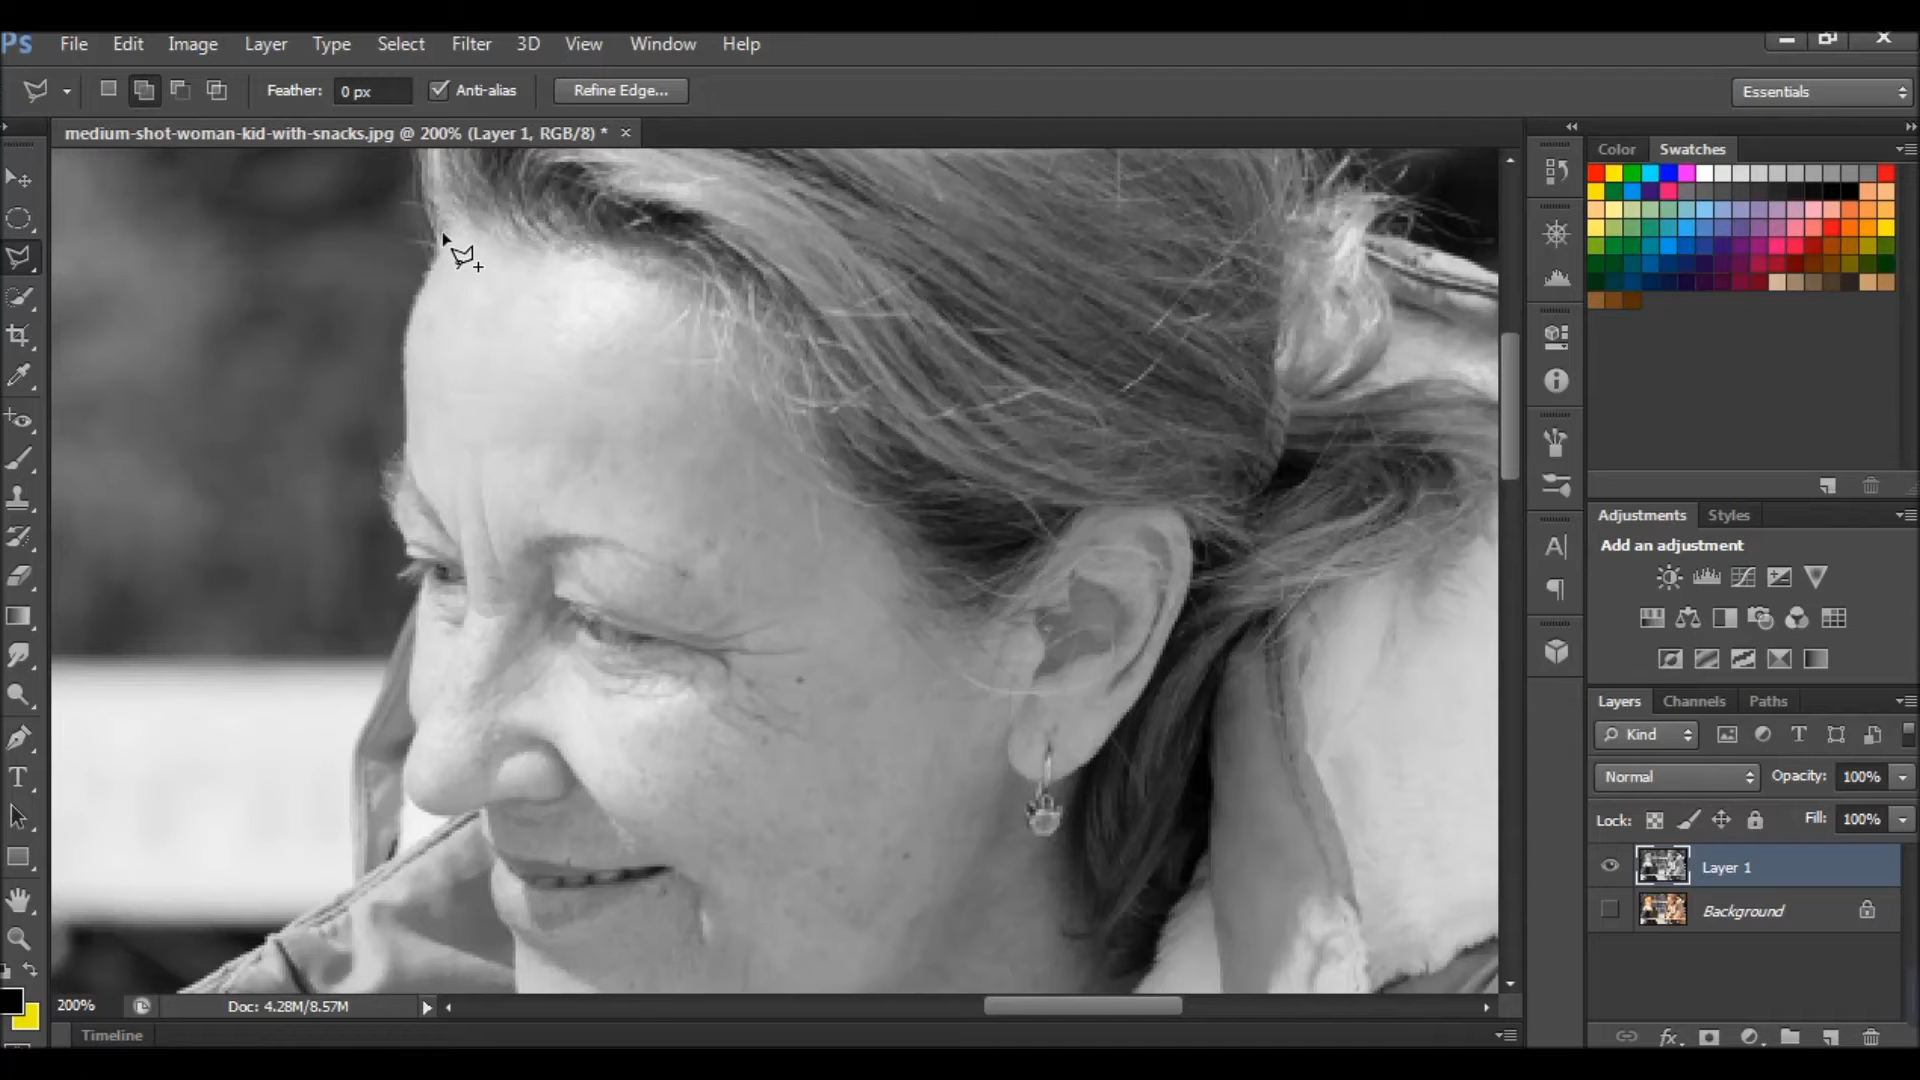 Ps File Edit Image Layer Select Type Filter 3D View Window Help
Feather: 0 px Anti-alias Refine Edge... Essentials
medium-shot-woman-kid-with-snacks.jpg @ 200% (Layer 1, RGB/8) * ×
Color Swatches
Adjustments Styles
Add an adjustment
Layers Channels Paths
Kind
Normal Opacity: 100%
Lock: Fill: 100%
Layer 1
Background
200% Doc: 4.28M/8.57M
Timeline